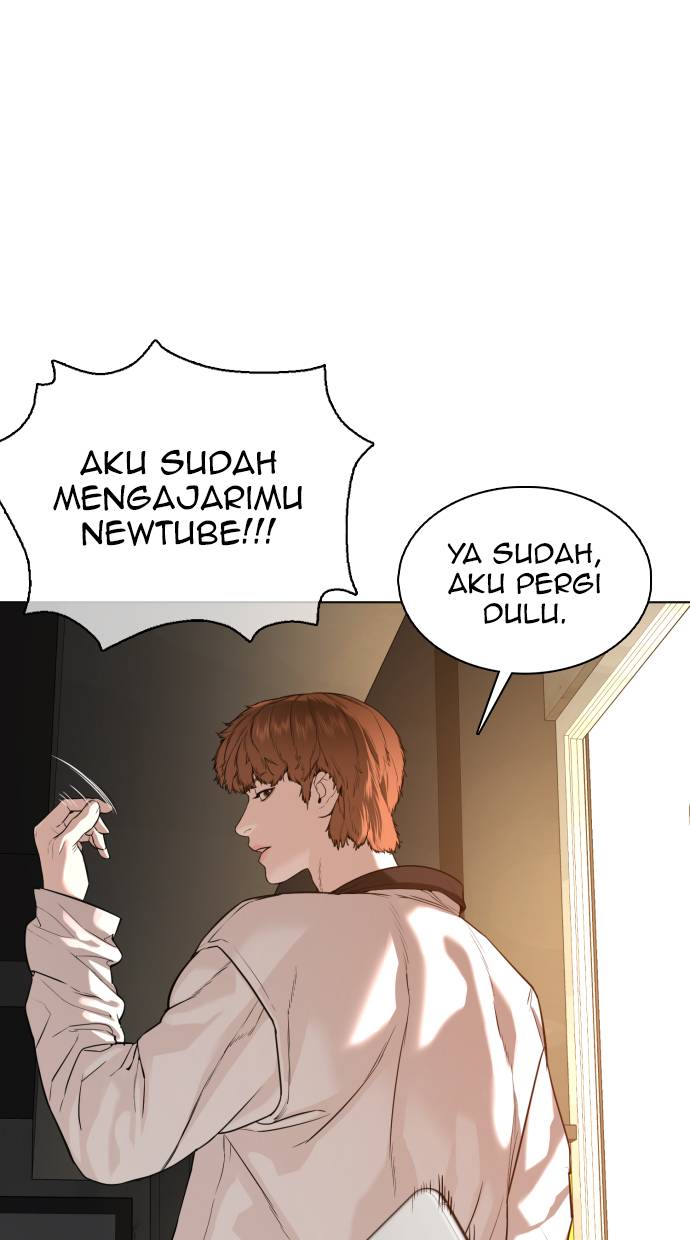 AKU SUDAH
MENGAJARIMU
NEWTUBE!!!
YA SUDAH,
AKU PERGI
DULU.